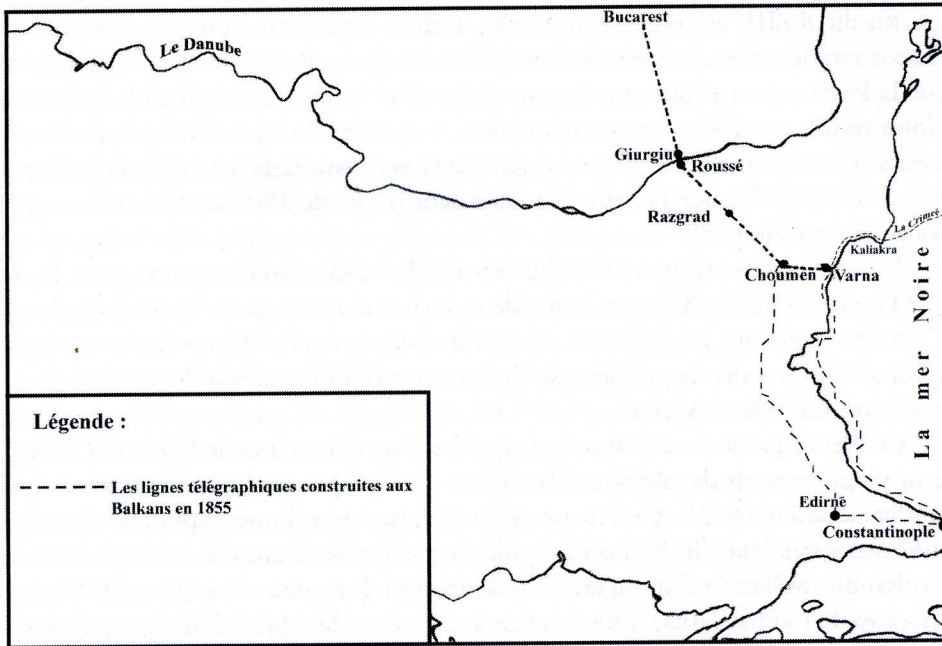 Bucarest
Le Danube
Giurgiu
Roussé
Razgrad
La Crimée
Kaliakra
Choumen
Varna
La mer Noire
Légende :
Les lignes télégraphiques construites aux
Balkans en 1855
Edirne
Constantinople